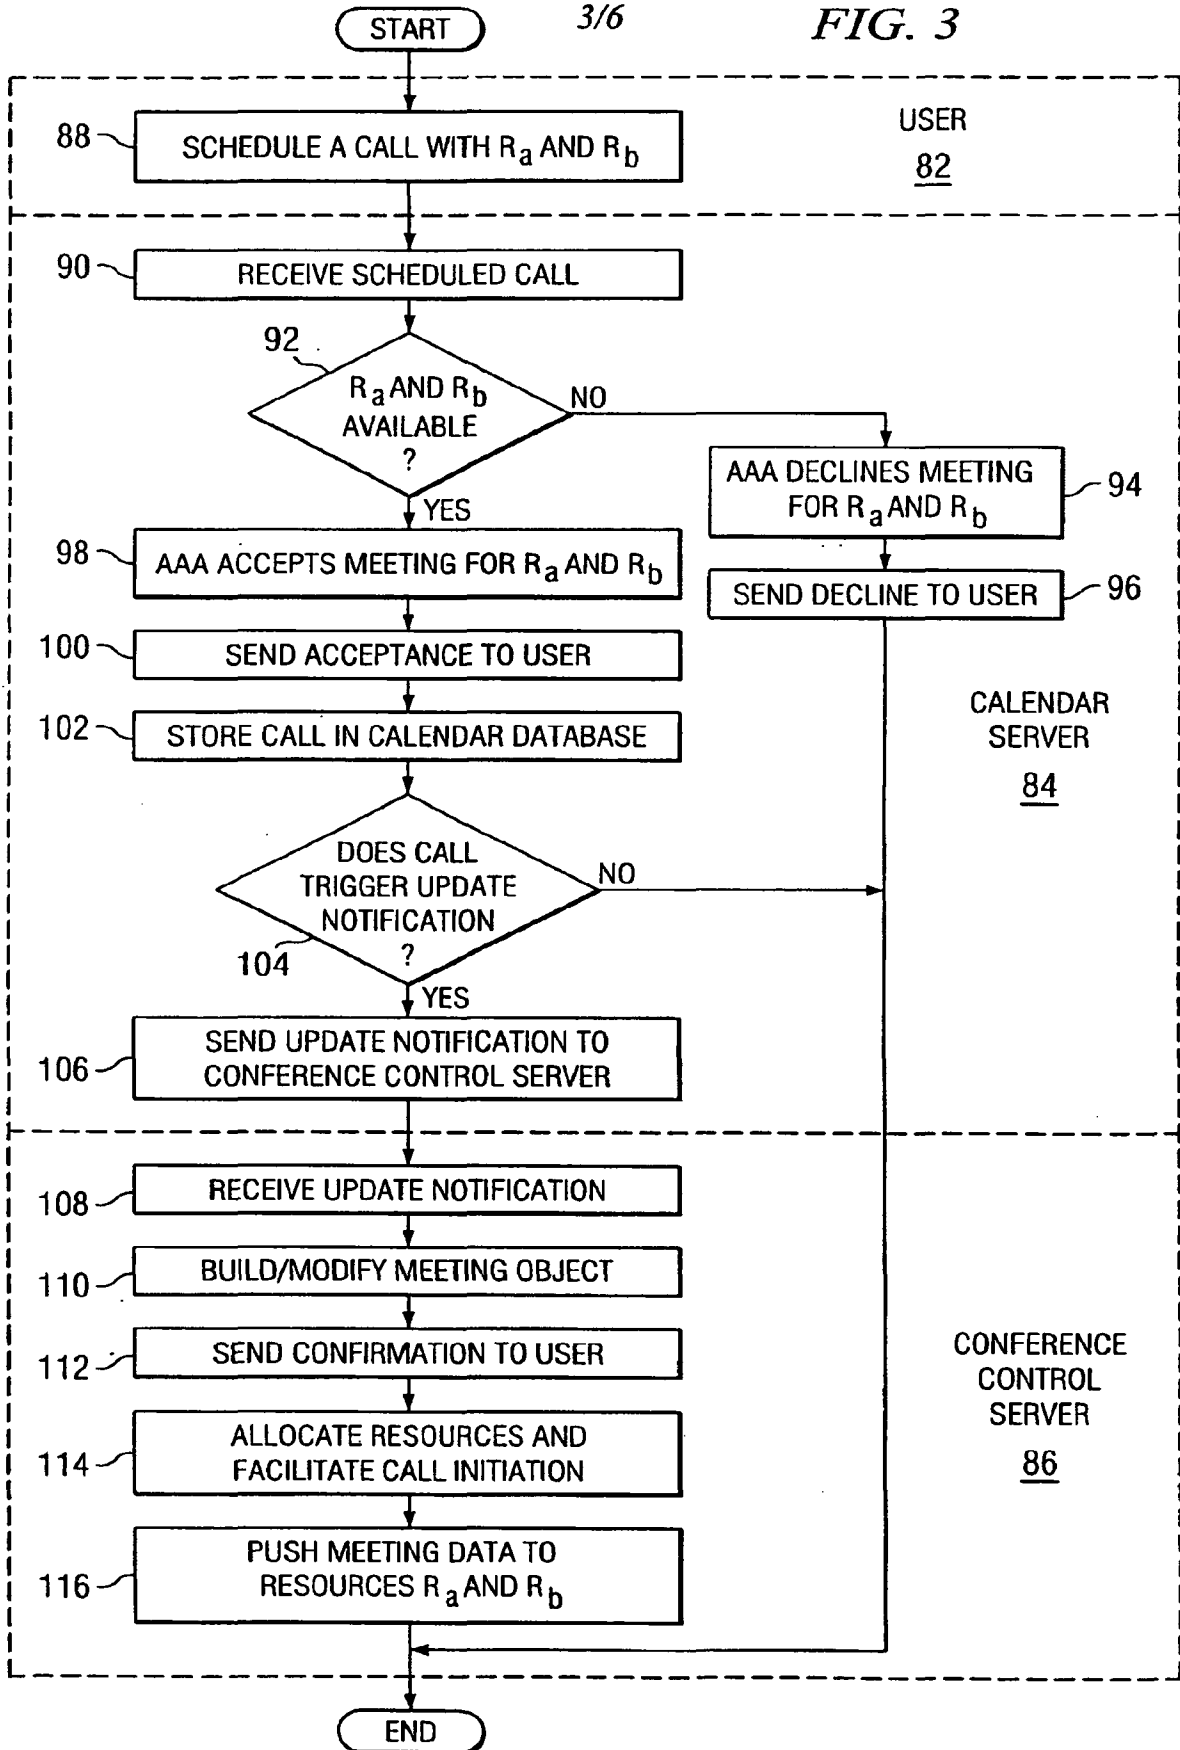 START
3/6
FIG. 3
88
SCHEDULE A CALL WITH Ra AND Rb
USER
82
90
RECEIVE SCHEDULED CALL
92
Ra AND Rb
AVAILABLE
?
NO
YES
AAA DECLINES MEETING
FOR Ra AND Rb
94
98
AAA ACCEPTS MEETING FOR Ra AND Rb
SEND DECLINE TO USER
96
100
SEND ACCEPTANCE TO USER
102
STORE CALL IN CALENDAR DATABASE
CALENDAR
SERVER
84
DOES CALL
TRIGGER UPDATE
NOTIFICATION
?
NO
104
YES
106
SEND UPDATE NOTIFICATION TO
CONFERENCE CONTROL SERVER
108
RECEIVE UPDATE NOTIFICATION
110
BUILD/MODIFY MEETING OBJECT
112
SEND CONFIRMATION TO USER
CONFERENCE
CONTROL
SERVER
86
114
ALLOCATE RESOURCES AND
FACILITATE CALL INITIATION
116
PUSH MEETING DATA TO
RESOURCES Ra AND Rb
END